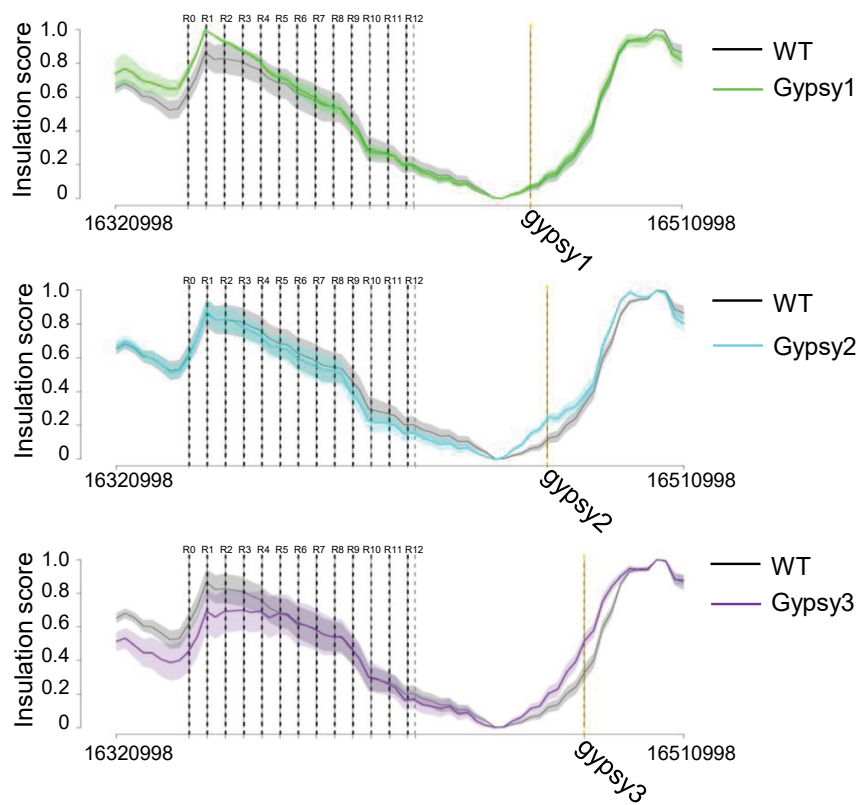 R0 R1 R2 R3 R4 R5 R6 R7 R8 R9 R10 R11 R12
Insulation score
1.0
0.8
0.6
0.4
0.2
0
WT
Gypsy1
16320998
gypsy1
16510998
R0 R1 R2 R3 R4 R5 R6 R7 R8 R9 R10 R11 R12
Insulation score
1.0
0.8
0.6
0.4
0.2
0
WT
Gypsy2
16320998
gypsy2
16510998
R0 R1 R2 R3 R4 R5 R6 R7 R8 R9 R10 R11 R12
Insulation score
1.0
0.8
0.6
0.4
0.2
0
WT
Gypsy3
16320998
gypsy3
16510998